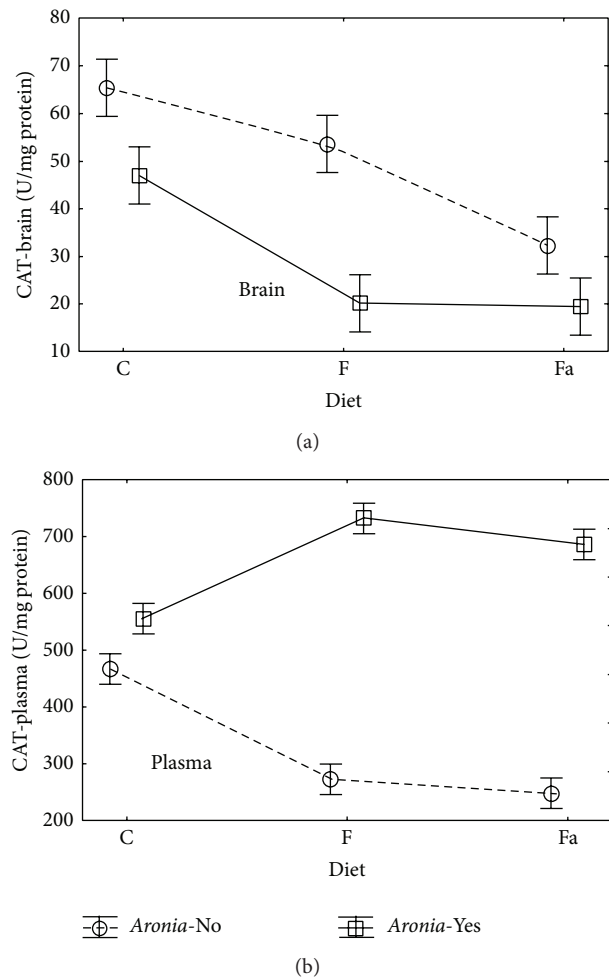 80
70
60
50
40
30
20
10
CAT-brain (U/mg protein)
Brain
C
F
Fa
Diet
(a)
800
700
600
500
400
300
200
CAT-plasma (U/mg protein)
Plasma
C
F
Fa
Diet
Aronia-No
Aronia-Yes
(b)